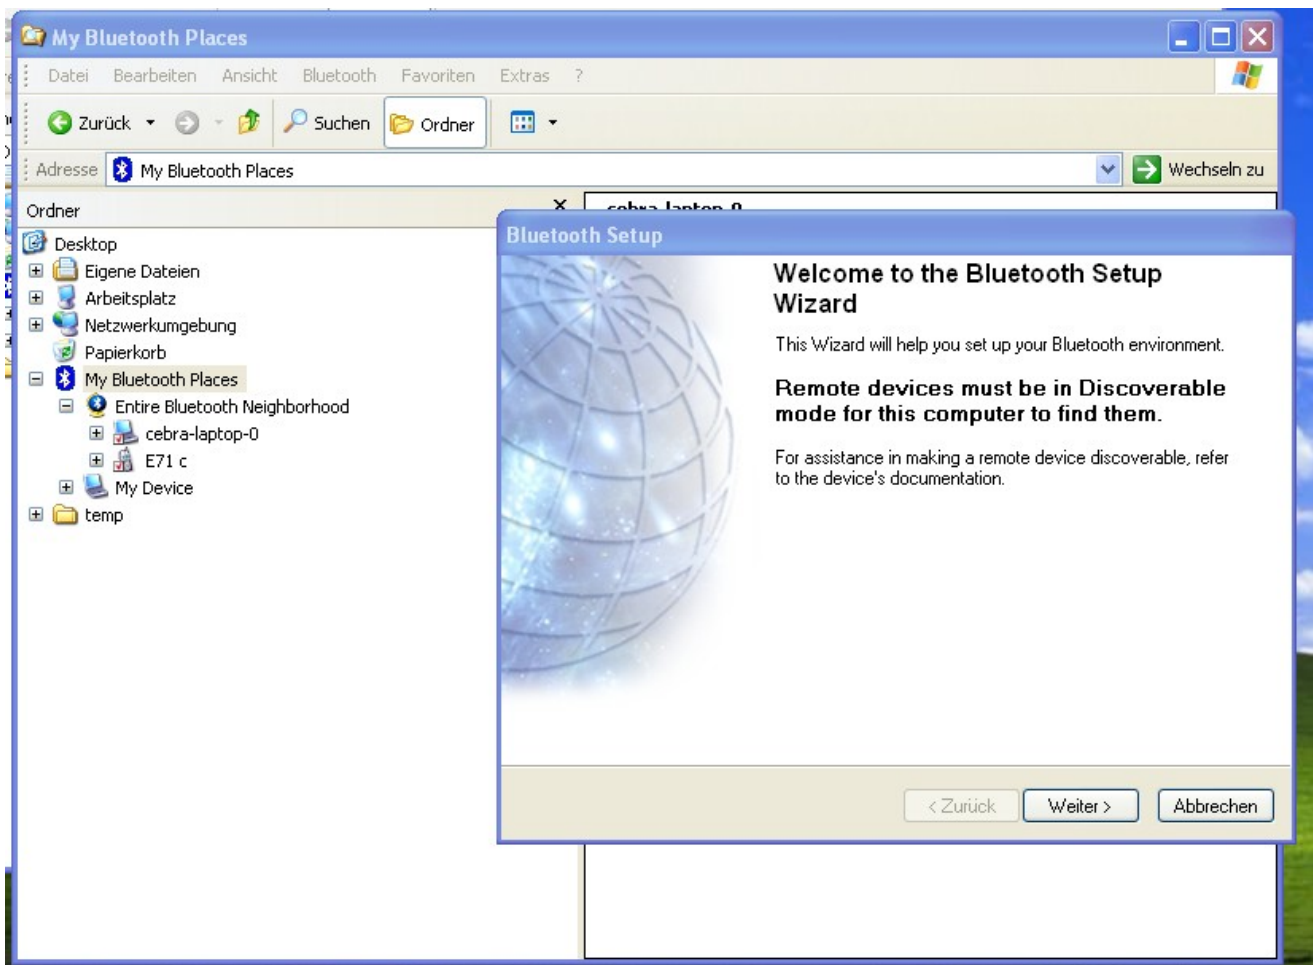 My Bluetooth Places
Datei Bearbeiten Ansicht Bluetooth Favoriten Extras ?
Zurück Suchen Ordner
Adresse My Bluetooth Places Wechseln zu
Ordner
Desktop
Eigene Dateien
Arbeitsplatz
Netzwerkumgebung
Papierkorb
My Bluetooth Places
Entire Bluetooth Neighborhood
cebra-laptop-0
E71 c
My Device
temp
cebra-laptop-0
Bluetooth Setup
Welcome to the Bluetooth Setup
Wizard
This Wizard will help you set up your Bluetooth environment.
Remote devices must be in Discoverable
mode for this computer to find them.
For assistance in making a remote device discoverable, refer
to the device's documentation.
< Zurück Weiter > Abbrechen